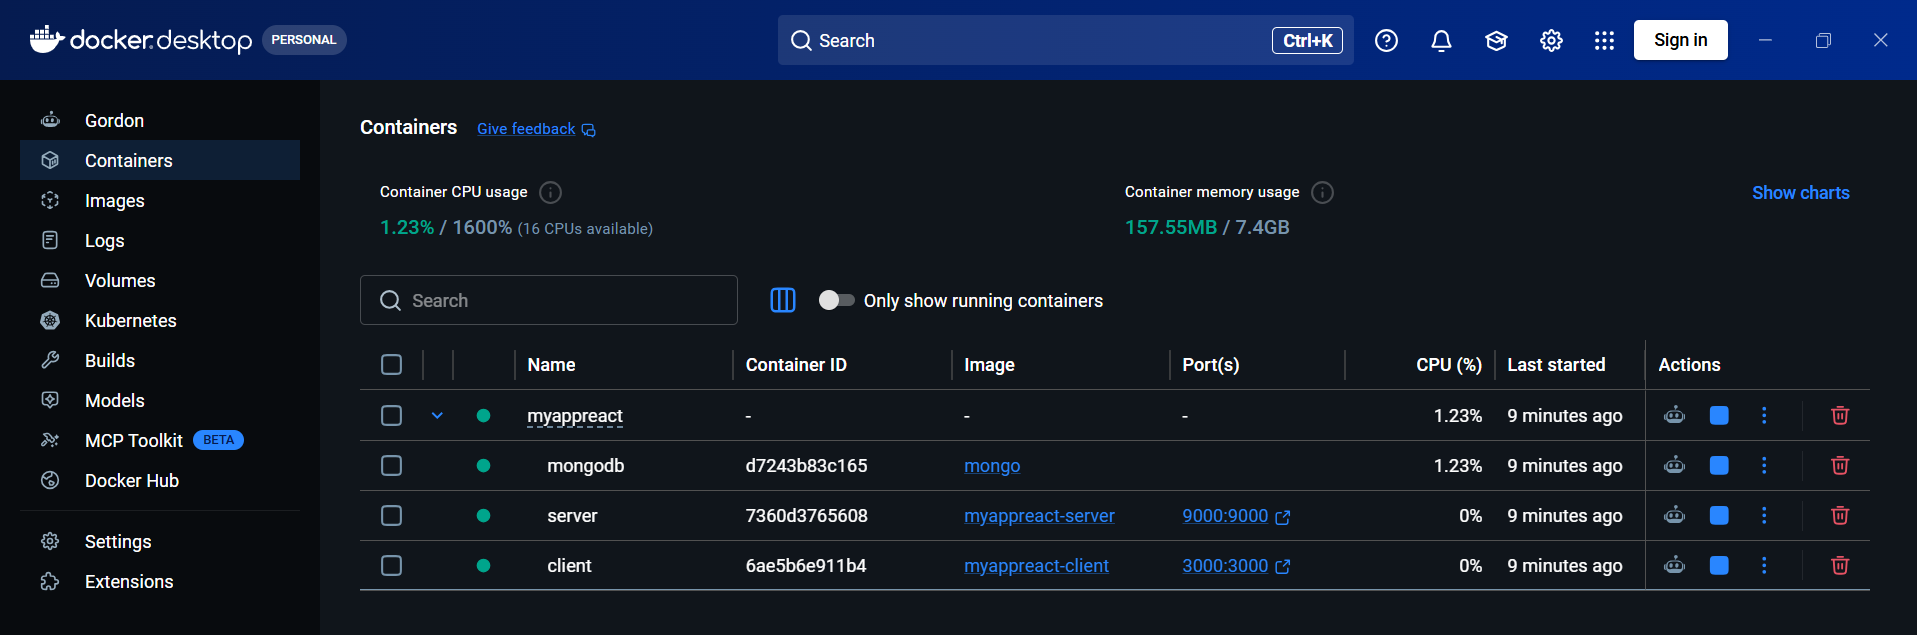 docker.desktop PERSONAL Search Ctrl+K Sign in
Gordon
Containers
Images
Logs
Volumes
Kubernetes
Builds
Models
MCP Toolkit BETA
Docker Hub
Settings
Extensions
Containers Give feedback
Container CPU usage
1.23% / 1600% (16 CPUs available)
Container memory usage
157.55MB / 7.4GB
Show charts
Search Only show running containers
Name Container ID Image Port(s) CPU (%) Last started Actions
myappreact - - - 1.23% 9 minutes ago
mongodb d7243b83c165 mongo 1.23% 9 minutes ago
server 7360d3765608 myappreact-server 9000:9000 0% 9 minutes ago
client 6ae5b6e911b4 myappreact-client 3000:3000 0% 9 minutes ago